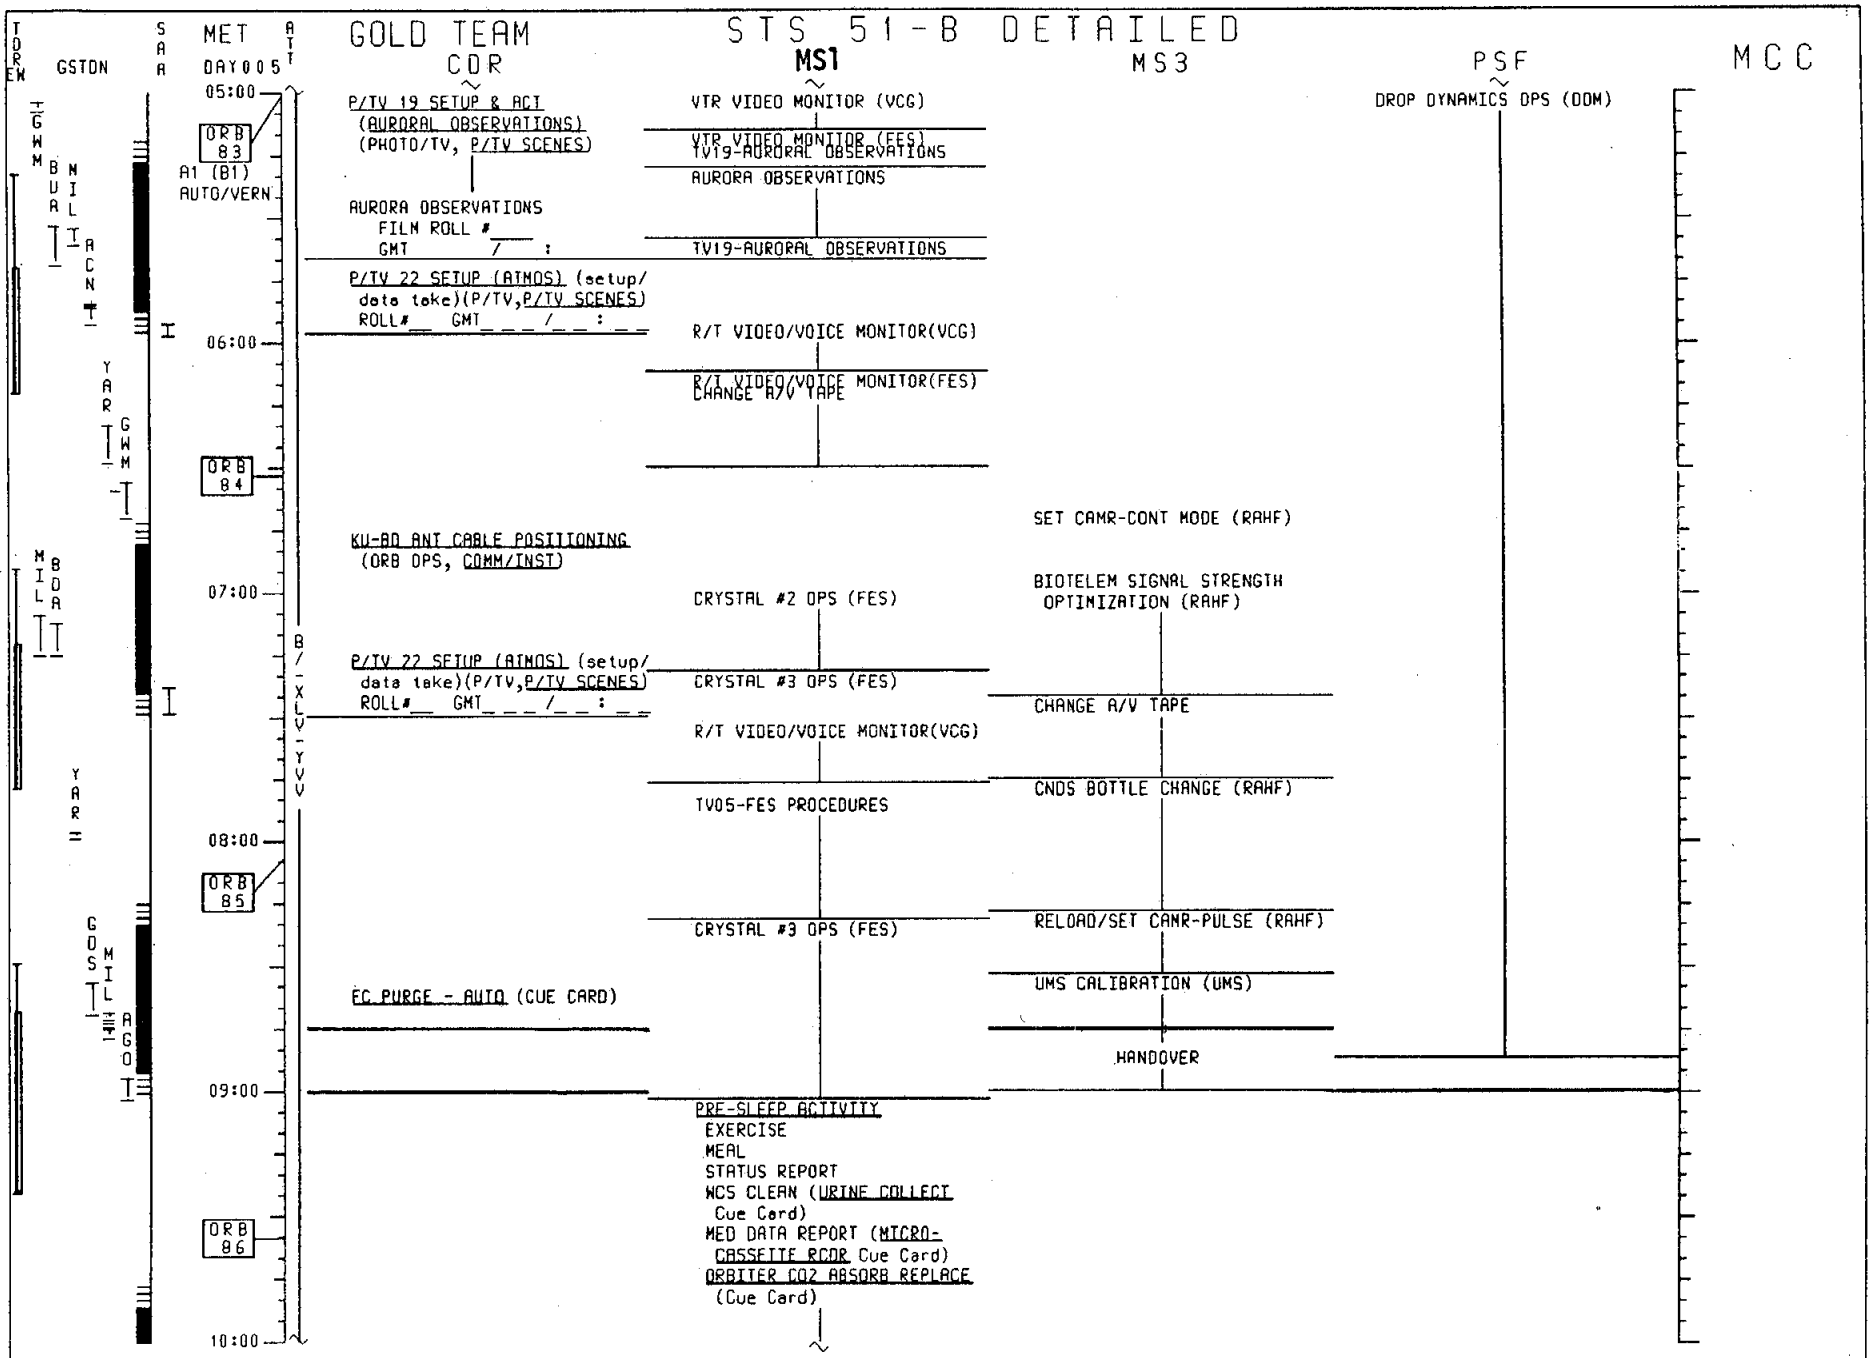 STS 51-B DETAILED
TDREW
GSTDN
SAA
MET
DAY005
ATT
GOLD TEAM
CDR
MS1
MS3
PSF
MCC
05:00
ORB
83
A1 (B1)
AUTO/VERN
06:00
ORB
84
07:00
08:00
ORB
85
09:00
ORB
86
10:00
GWM
BUA
MIL
ACN
YAR
GWM
MIL
BDA
YAR
GDS
MIL
AGO
B/-XLV-YVV
P/TV 19 SETUP & ACT
(AURORAL OBSERVATIONS)
(PHOTO/TV, P/TV SCENES)
AURORA OBSERVATIONS
FILM ROLL #____
GMT / :
P/TV 22 SETUP (ATMOS) (setup/
data take)(P/TV,P/TV SCENES)
ROLL#__ GMT_ _ _ /_ _ : _ _
KU-BD ANT CABLE POSITIONING
(ORB OPS, COMM/INST)
P/TV 22 SETUP (ATMOS) (setup/
data take)(P/TV,P/TV SCENES)
ROLL#__ GMT_ _ _ /_ _ : _ _
FC PURGE - AUTO (CUE CARD)
VTR VIDEO MONITOR (VCG)
VTR VIDEO MONITOR (FES)
TV19-AURORAL OBSERVATIONS
AURORA OBSERVATIONS
TV19-AURORAL OBSERVATIONS
R/T VIDEO/VOICE MONITOR(VCG)
R/T VIDEO/VOICE MONITOR(FES)
CHANGE A/V TAPE
CRYSTAL #2 OPS (FES)
CRYSTAL #3 OPS (FES)
R/T VIDEO/VOICE MONITOR(VCG)
TV05-FES PROCEDURES
CRYSTAL #3 OPS (FES)
PRE-SLEEP ACTIVITY
EXERCISE
MEAL
STATUS REPORT
WCS CLEAN (URINE COLLECT
Cue Card)
MED DATA REPORT (MICRO-
CASSETTE RCDR Cue Card)
ORBITER CO2 ABSORB REPLACE
(Cue Card)
SET CAMR-CONT MODE (RAHF)
BIOTELEM SIGNAL STRENGTH
OPTIMIZATION (RAHF)
CHANGE A/V TAPE
CNDS BOTTLE CHANGE (RAHF)
RELOAD/SET CAMR-PULSE (RAHF)
UMS CALIBRATION (UMS)
HANDOVER
DROP DYNAMICS OPS (DDM)